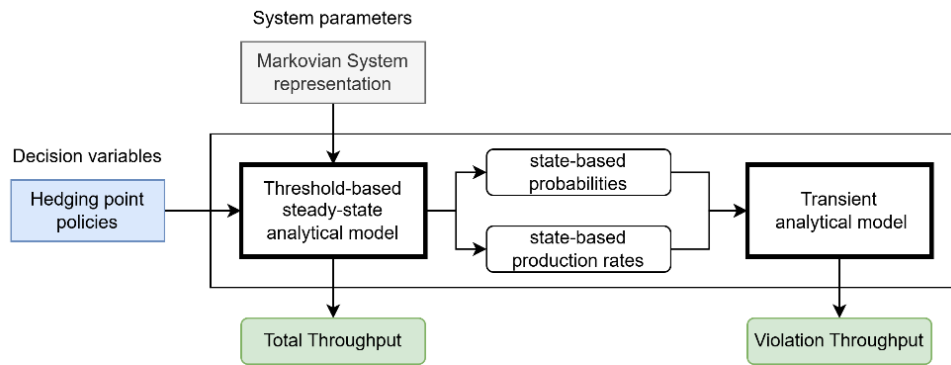 System parameters
Markovian System
representation
Decision variables
Hedging point
policies
Threshold-based
steady-state
analytical model
state-based
probabilities
state-based
production rates
Transient
analytical model
Total Throughput
Violation Throughput